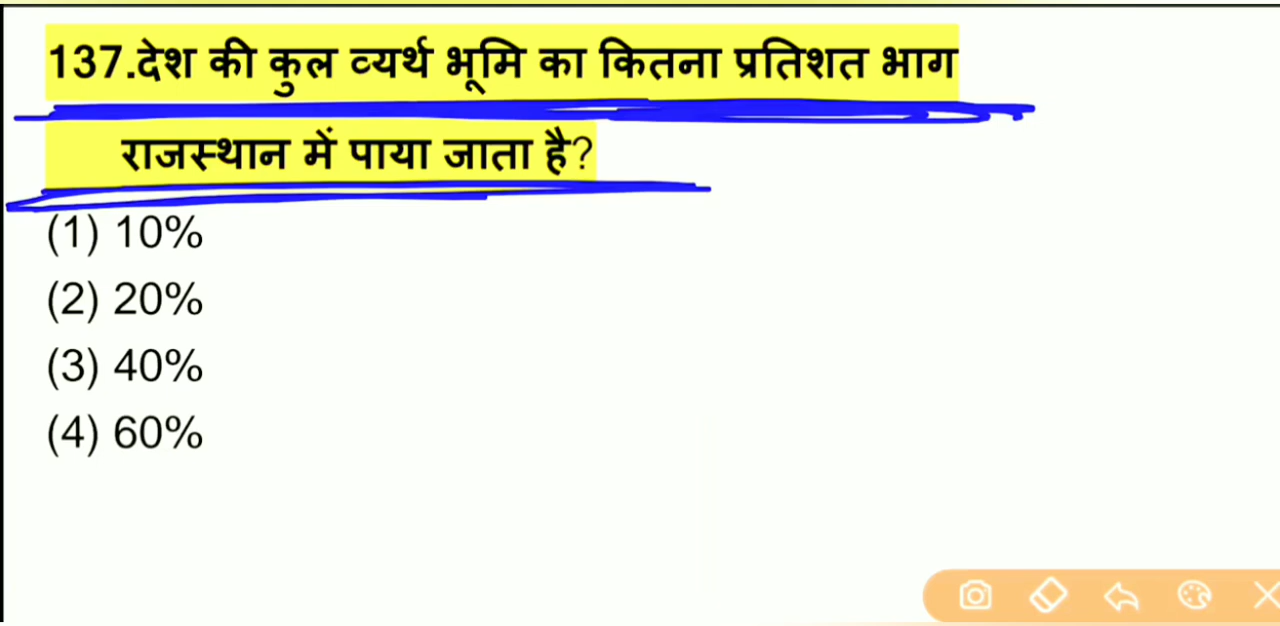 137.देश की कुल व्यर्थ भूमि का कितना प्रतिशत भाग
राजस्थान में पाया जाता है?
(1) 10%
(2) 20%
(3) 40%
(4) 60%